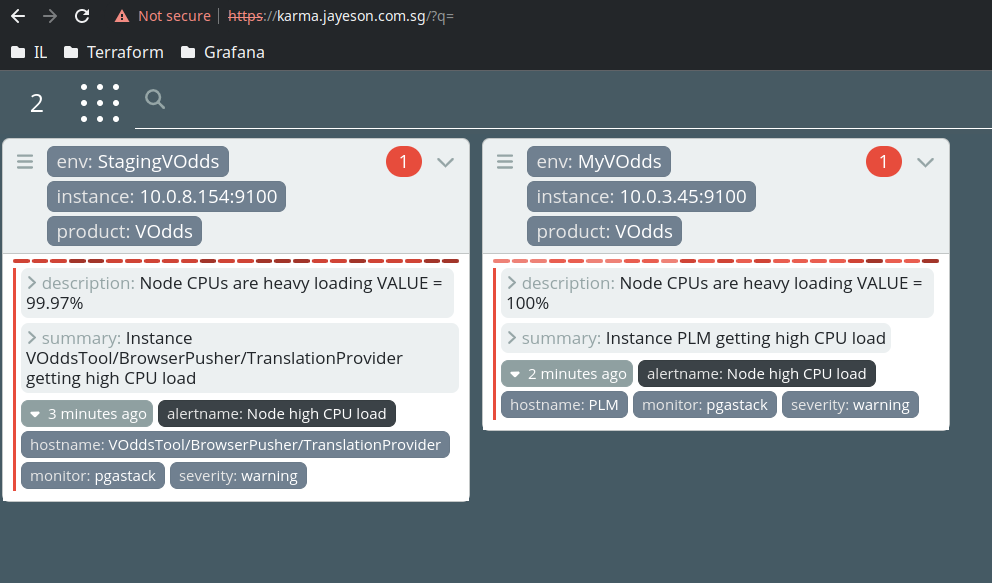 Not secure https://karma.jayeson.com.sg/?q=
IL Terraform Grafana
2
env: StagingVOdds 1
instance: 10.0.8.154:9100
product: VOdds
description: Node CPUs are heavy loading VALUE =
99.97%
summary: Instance
VOddsTool/BrowserPusher/TranslationProvider
getting high CPU load
3 minutes ago alertname: Node high CPU load
hostname: VOddsTool/BrowserPusher/TranslationProvider
monitor: pgastack severity: warning
env: MyVOdds 1
instance: 10.0.3.45:9100
product: VOdds
description: Node CPUs are heavy loading VALUE =
100%
summary: Instance PLM getting high CPU load
2 minutes ago alertname: Node high CPU load
hostname: PLM monitor: pgastack severity: warning